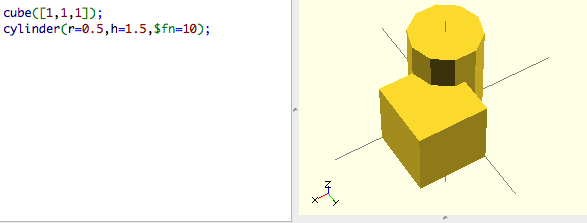 cube([1,1,1]);
cylinder(r=0.5,h=1.5,$fn=10);
Z
X
Y